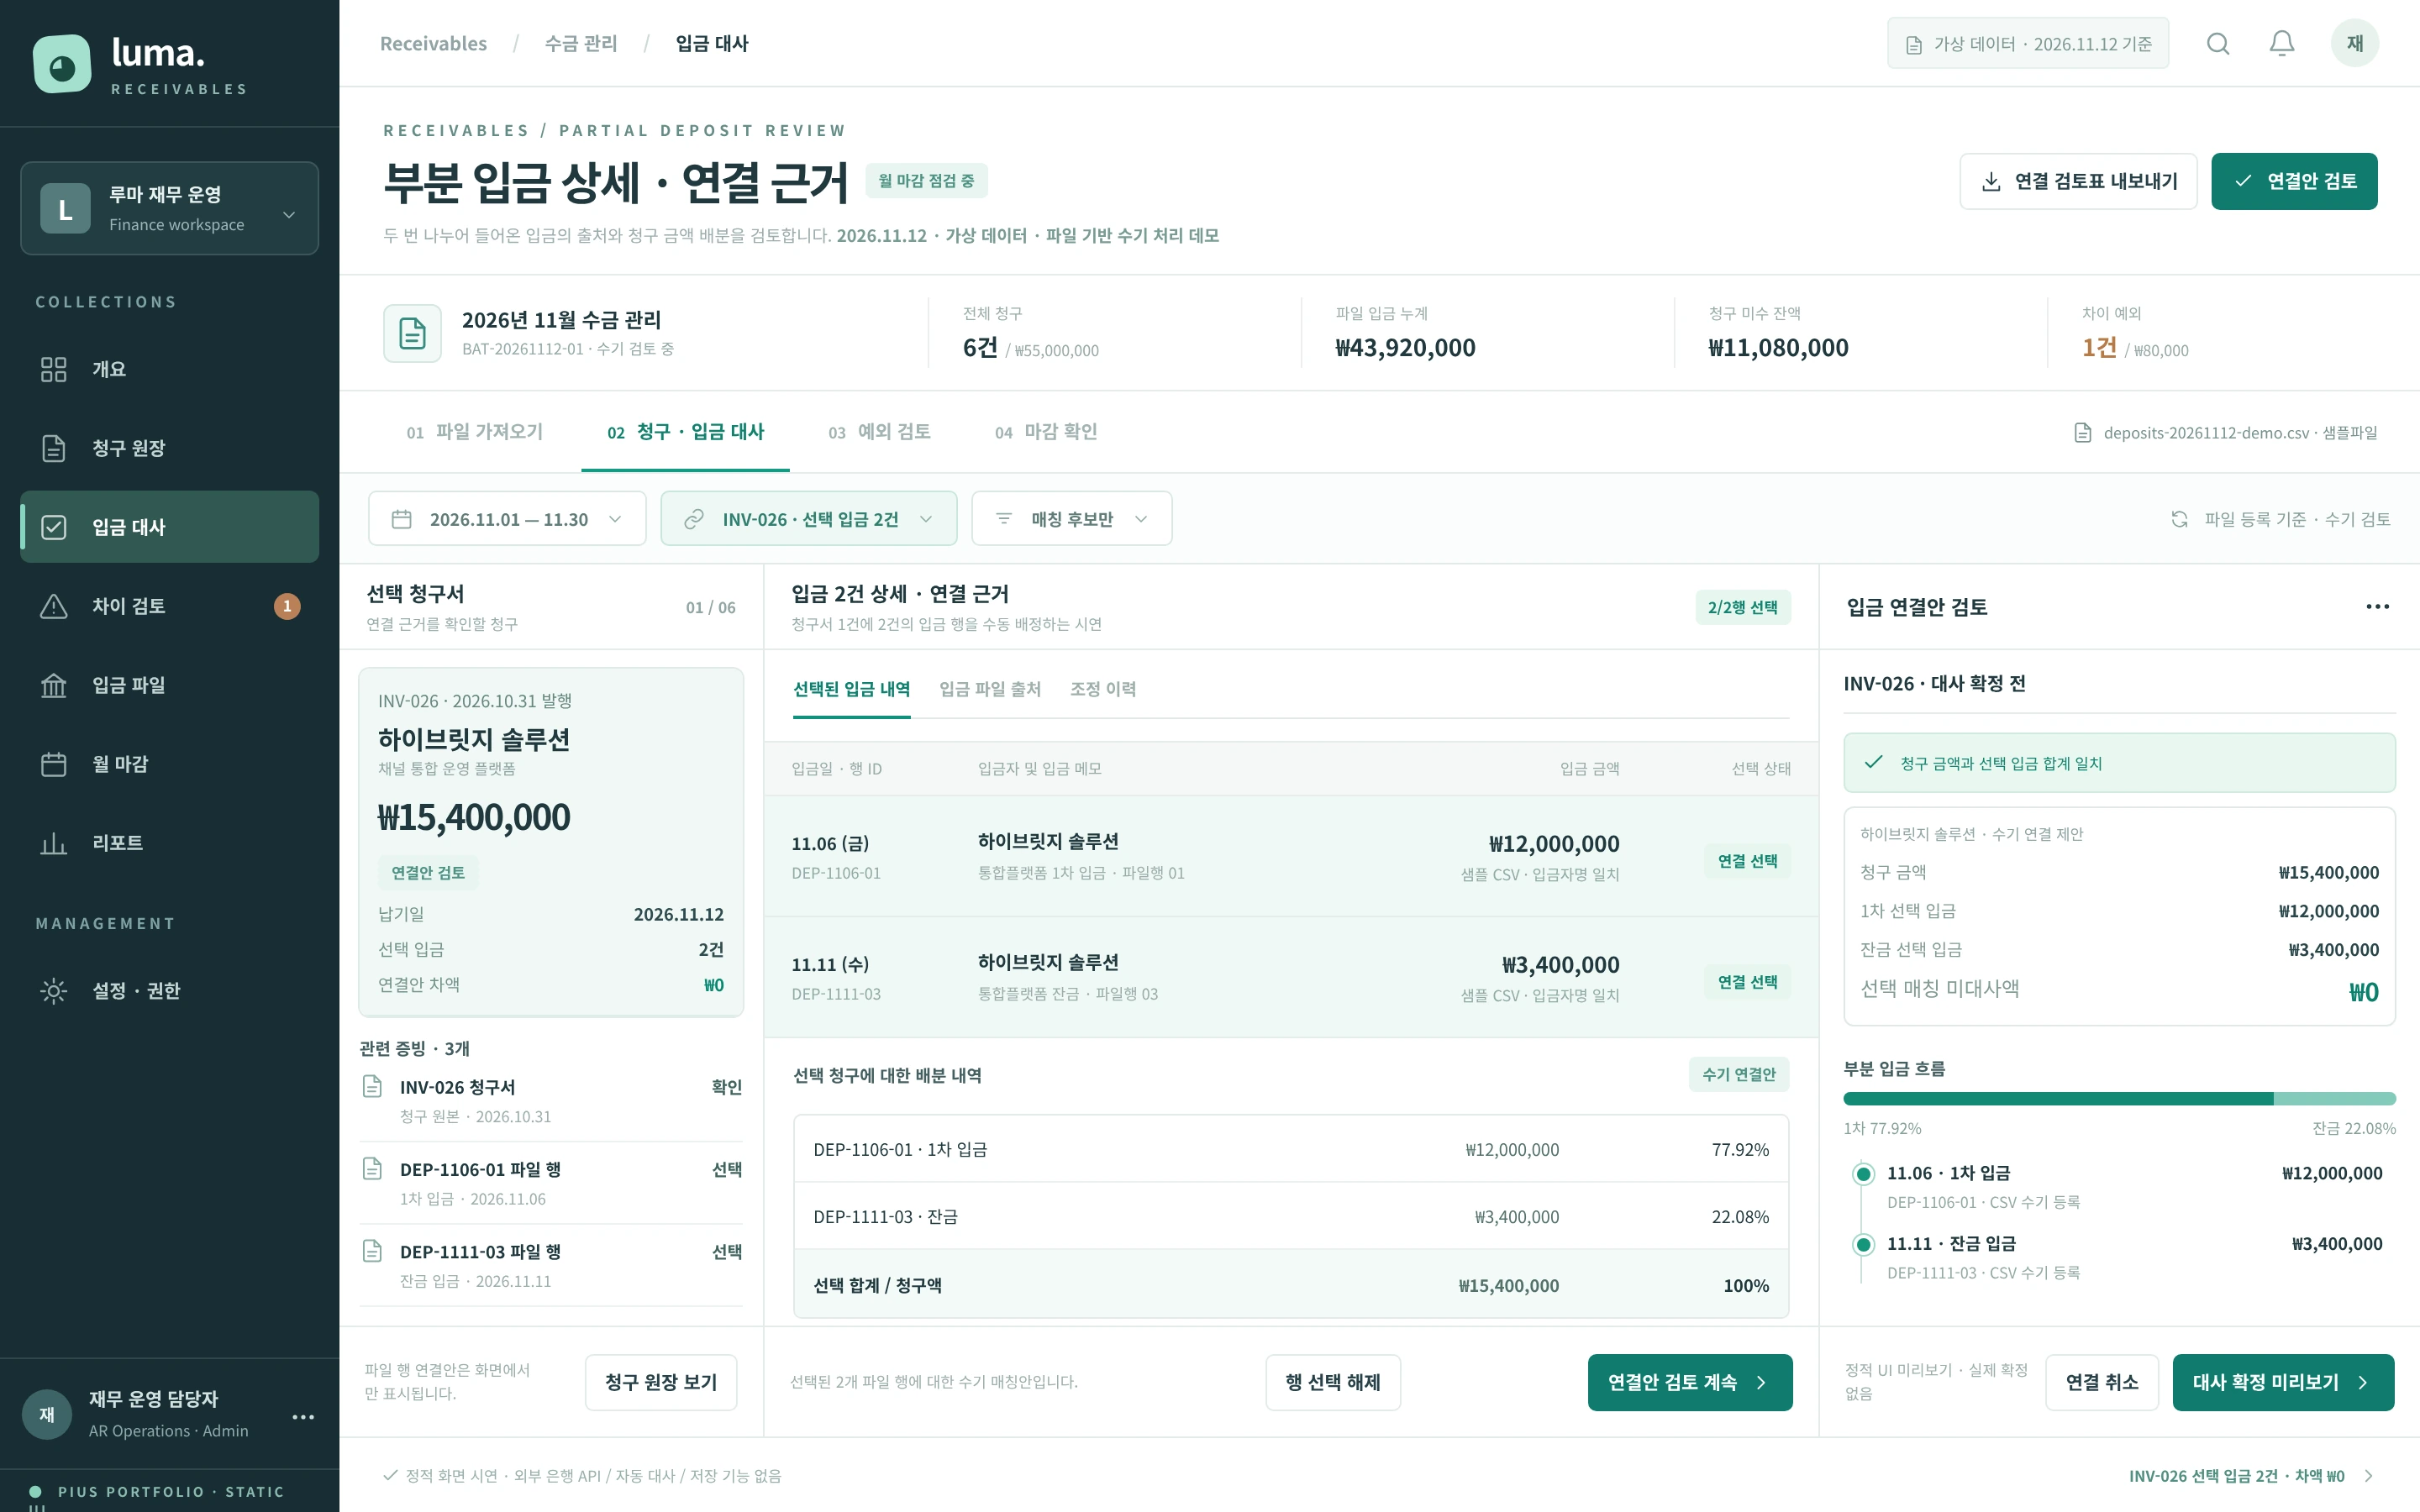 luma.
RECEIVABLES
L
루마 재무 운영
Finance workspace
COLLECTIONS
개요
청구 원장
입금 대사
차이 검토
1
입금 파일
월 마감
리포트
MANAGEMENT
설정 · 권한
재
재무 운영 담당자
AR Operations · Admin
PIUS PORTFOLIO · STATIC
Receivables / 수금 관리 / 입금 대사
가상 데이터 · 2026.11.12 기준
재
RECEIVABLES / PARTIAL DEPOSIT REVIEW
부분 입금 상세 · 연결 근거
월 마감 점검 중
두 번 나누어 들어온 입금의 출처와 청구 금액 배분을 검토합니다. 2026.11.12 · 가상 데이터 · 파일 기반 수기 처리 데모
연결 검토표 내보내기
연결안 검토
2026년 11월 수금 관리
BAT-20261112-01 · 수기 검토 중
전체 청구
6건 / ₩55,000,000
파일 입금 누계
₩43,920,000
청구 미수 잔액
₩11,080,000
차이 예외
1건 / ₩80,000
01 파일 가져오기
02 청구 · 입금 대사
03 예외 검토
04 마감 확인
deposits-20261112-demo.csv · 샘플파일
2026.11.01 — 11.30
INV-026 · 선택 입금 2건
매칭 후보만
파일 등록 기준 · 수기 검토
선택 청구서
연결 근거를 확인할 청구
01 / 06
INV-026 · 2026.10.31 발행
하이브릿지 솔루션
채널 통합 운영 플랫폼
₩15,400,000
연결안 검토
납기일 2026.11.12
선택 입금 2건
연결안 차액 ₩0
관련 증빙 · 3개
INV-026 청구서 확인
청구 원본 · 2026.10.31
DEP-1106-01 파일 행 선택
1차 입금 · 2026.11.06
DEP-1111-03 파일 행 선택
잔금 입금 · 2026.11.11
파일 행 연결안은 화면에서
만 표시됩니다.
청구 원장 보기
입금 2건 상세 · 연결 근거
청구서 1건에 2건의 입금 행을 수동 배정하는 시연
2/2행 선택
선택된 입금 내역
입금 파일 출처
조정 이력
입금일 · 행 ID 입금자 및 입금 메모 입금 금액 선택 상태
11.06 (금) 하이브릿지 솔루션 ₩12,000,000 연결 선택
DEP-1106-01 통합플랫폼 1차 입금 · 파일행 01 샘플 CSV · 입금자명 일치
11.11 (수) 하이브릿지 솔루션 ₩3,400,000 연결 선택
DEP-1111-03 통합플랫폼 잔금 · 파일행 03 샘플 CSV · 입금자명 일치
선택 청구에 대한 배분 내역
수기 연결안
DEP-1106-01 · 1차 입금 ₩12,000,000 77.92%
DEP-1111-03 · 잔금 ₩3,400,000 22.08%
선택 합계 / 청구액 ₩15,400,000 100%
선택된 2개 파일 행에 대한 수기 매칭안입니다.
행 선택 해제
연결안 검토 계속
입금 연결안 검토
INV-026 · 대사 확정 전
청구 금액과 선택 입금 합계 일치
하이브릿지 솔루션 · 수기 연결 제안
청구 금액 ₩15,400,000
1차 선택 입금 ₩12,000,000
잔금 선택 입금 ₩3,400,000
선택 매칭 미대사액 ₩0
부분 입금 흐름
1차 77.92% 잔금 22.08%
11.06 · 1차 입금 ₩12,000,000
DEP-1106-01 · CSV 수기 등록
11.11 · 잔금 입금 ₩3,400,000
DEP-1111-03 · CSV 수기 등록
정적 UI 미리보기 · 실제 확정
없음
연결 취소
대사 확정 미리보기
정적 화면 시연 · 외부 은행 API / 자동 대사 / 저장 기능 없음
INV-026 선택 입금 2건 · 차액 ₩0